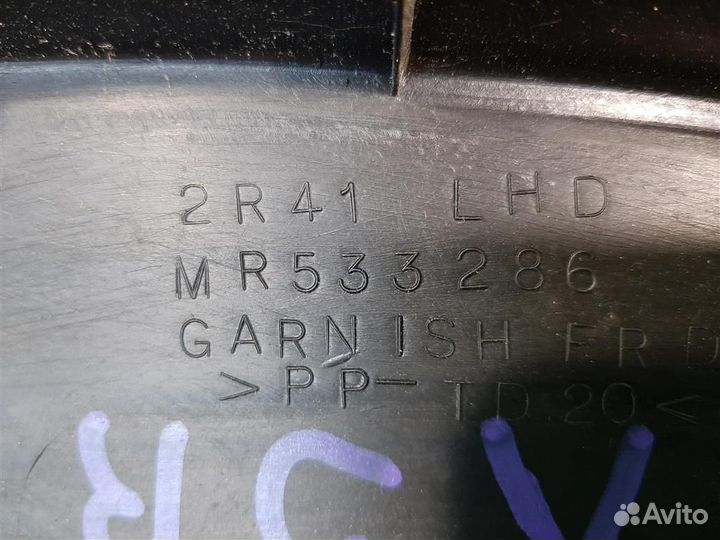 2R41 LHD
MR533286
GARNISH FR D
>PP-TD20<
Avito